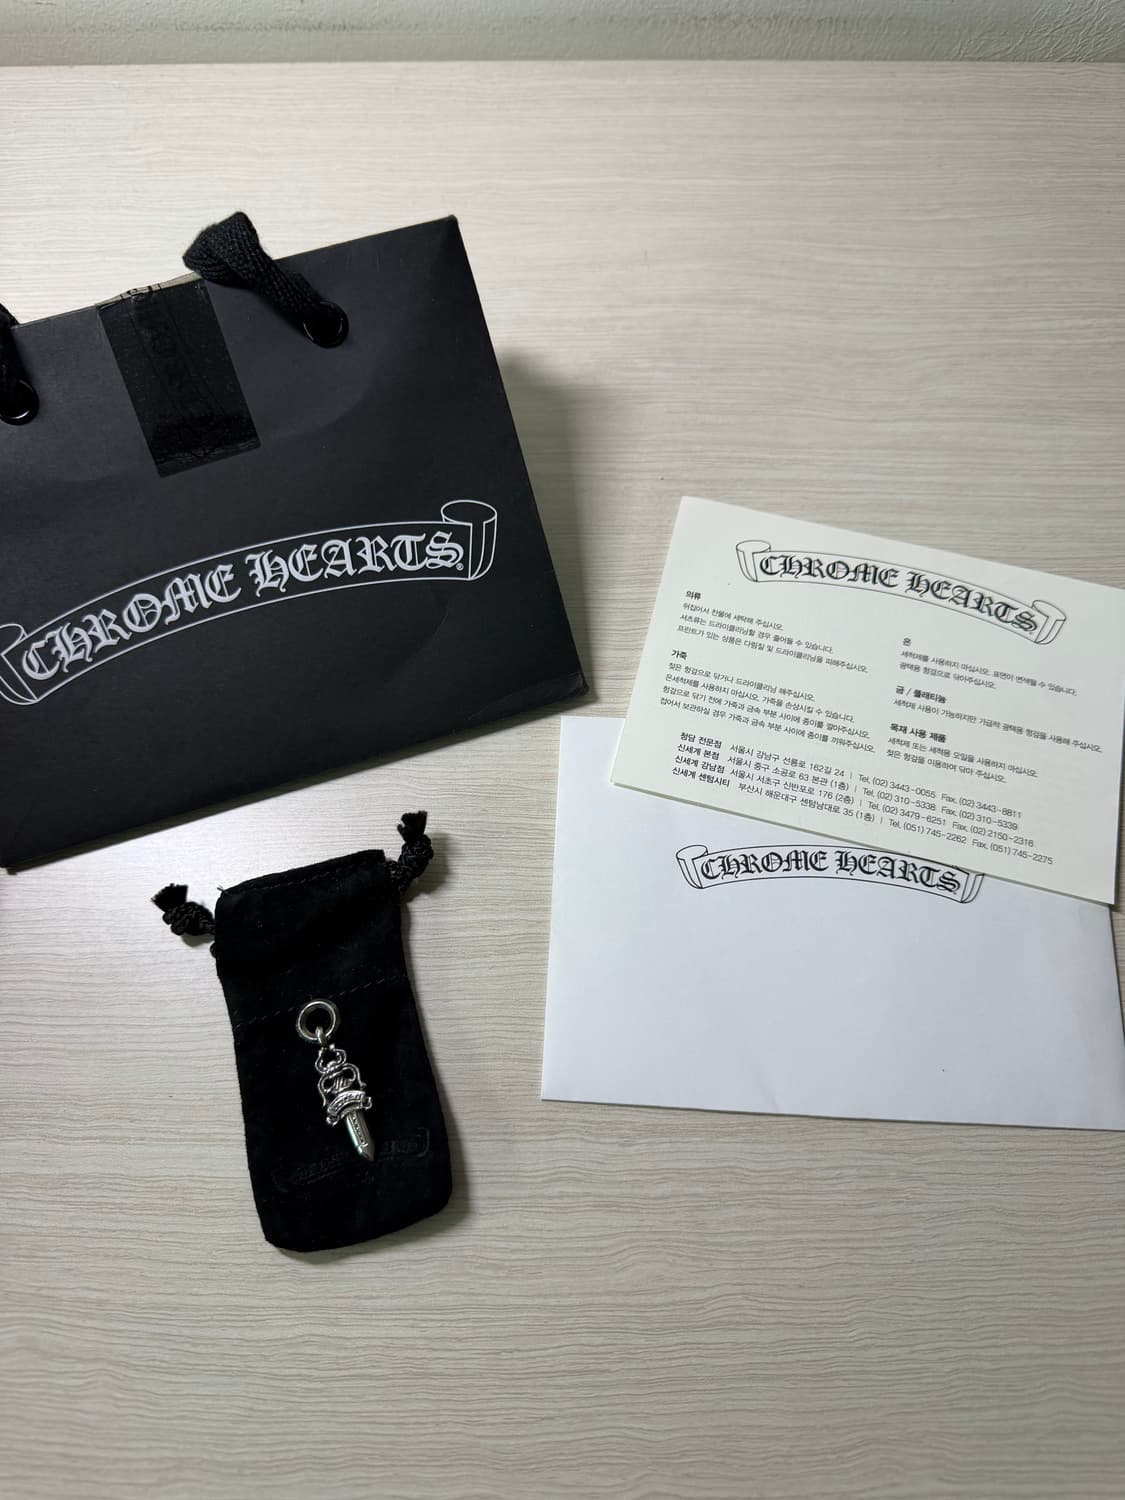 CHROME HEARTS
CHROME HEARTS
의류
뒤집어서 찬물에 세탁해 주십시오.
셔츠류는 드라이클리닝할 경우 줄어들 수 있습니다.
프린트가 있는 상품은 다림질 및 드라이클리닝을 피해주십시오.
가죽
젖은 헝겊으로 닦거나 드라이클리닝 해주십시오.
은세척제를 사용하지 마십시오. 가죽을 손상시킬 수 있습니다.
헝겊으로 닦기 전에 가죽과 금속 부분 사이에 종이를 깔아주십시오.
접어서 보관하실 경우 가죽과 금속 부분 사이에 종이를 끼워주십시오.
은
세척제를 사용하지 마십시오. 표면이 변색될 수 있습니다.
광택용 헝겊으로 닦아주십시오.
금 / 플래티늄
세척제 사용이 가능하지만 가급적 광택용 헝겊을 사용해 주십시오.
목재 사용 제품
세척제 또는 세척용 오일을 사용하지 마십시오.
젖은 헝겊을 이용하여 닦아 주십시오.
청담 전문점 서울시 강남구 선릉로 162길 24 | Tel. (02) 3443-0055 Fax. (02) 3443-8811
신세계 본점 서울시 중구 소공로 63 본관 (1층) | Tel. (02) 310-5338 Fax. (02) 310-5339
신세계 강남점 서울시 서초구 신반포로 176 (2층) | Tel. (02) 3479-6251 Fax. (02) 2150-2316
신세계 센텀시티 부산시 해운대구 센텀남대로 35 (1층) | Tel. (051) 745-2262 Fax. (051) 745-2275
CHROME HEARTS